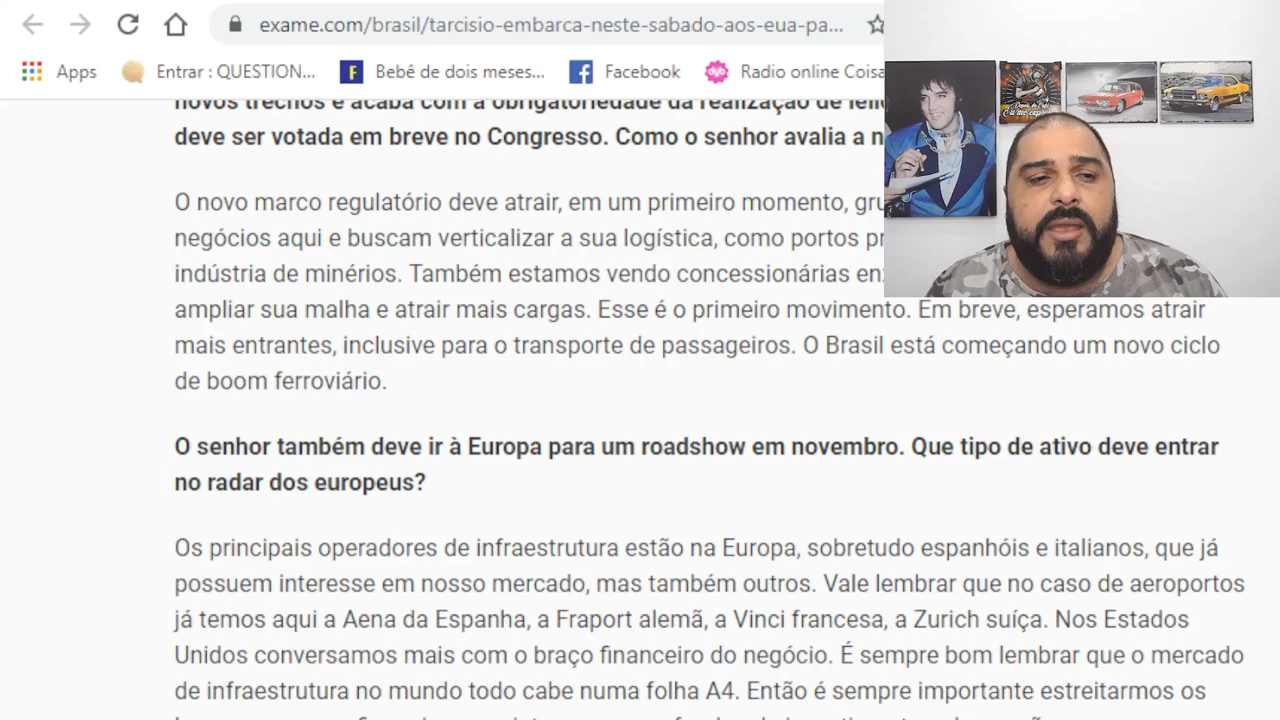 exame.com/brasil/tarcisio-embarca-neste-sabado-aos-eua-pa...
Apps
Entrar : QUESTION...
F
Bebê de dois meses...
Facebook
Radio online Coisa
novos trechos e acaba com a obrigatoriedade da realização de
deve ser votada em breve no Congresso. Como o senhor avalia a
O novo marco regulatório deve atrair, em um primeiro momento,
negócios aqui e buscam verticalizar a sua logística, como portos
indústria de minérios. Também estamos vendo concessionárias
ampliar sua malha e atrair mais cargas. Esse é o primeiro movimento. Em breve, esperamos atrair
mais entrantes, inclusive para o transporte de passageiros. O Brasil está começando um novo ciclo
de boom ferroviário.
O senhor também deve ir à Europa para um roadshow em novembro. Que tipo de ativo deve entrar
no radar dos europeus?
Os principais operadores de infraestrutura estão na Europa, sobretudo espanhóis e italianos, que já
possuem interesse em nosso mercado, mas também outros. Vale lembrar que no caso de aeroportos
já temos aqui a Aena da Espanha, a Fraport alemã, a Vinci francesa, a Zurich suíça. Nos Estados
Unidos conversamos mais com o braço financeiro do negócio. É sempre bom lembrar que o mercado
de infraestrutura no mundo todo cabe numa folha A4. Então é sempre importante estreitarmos os